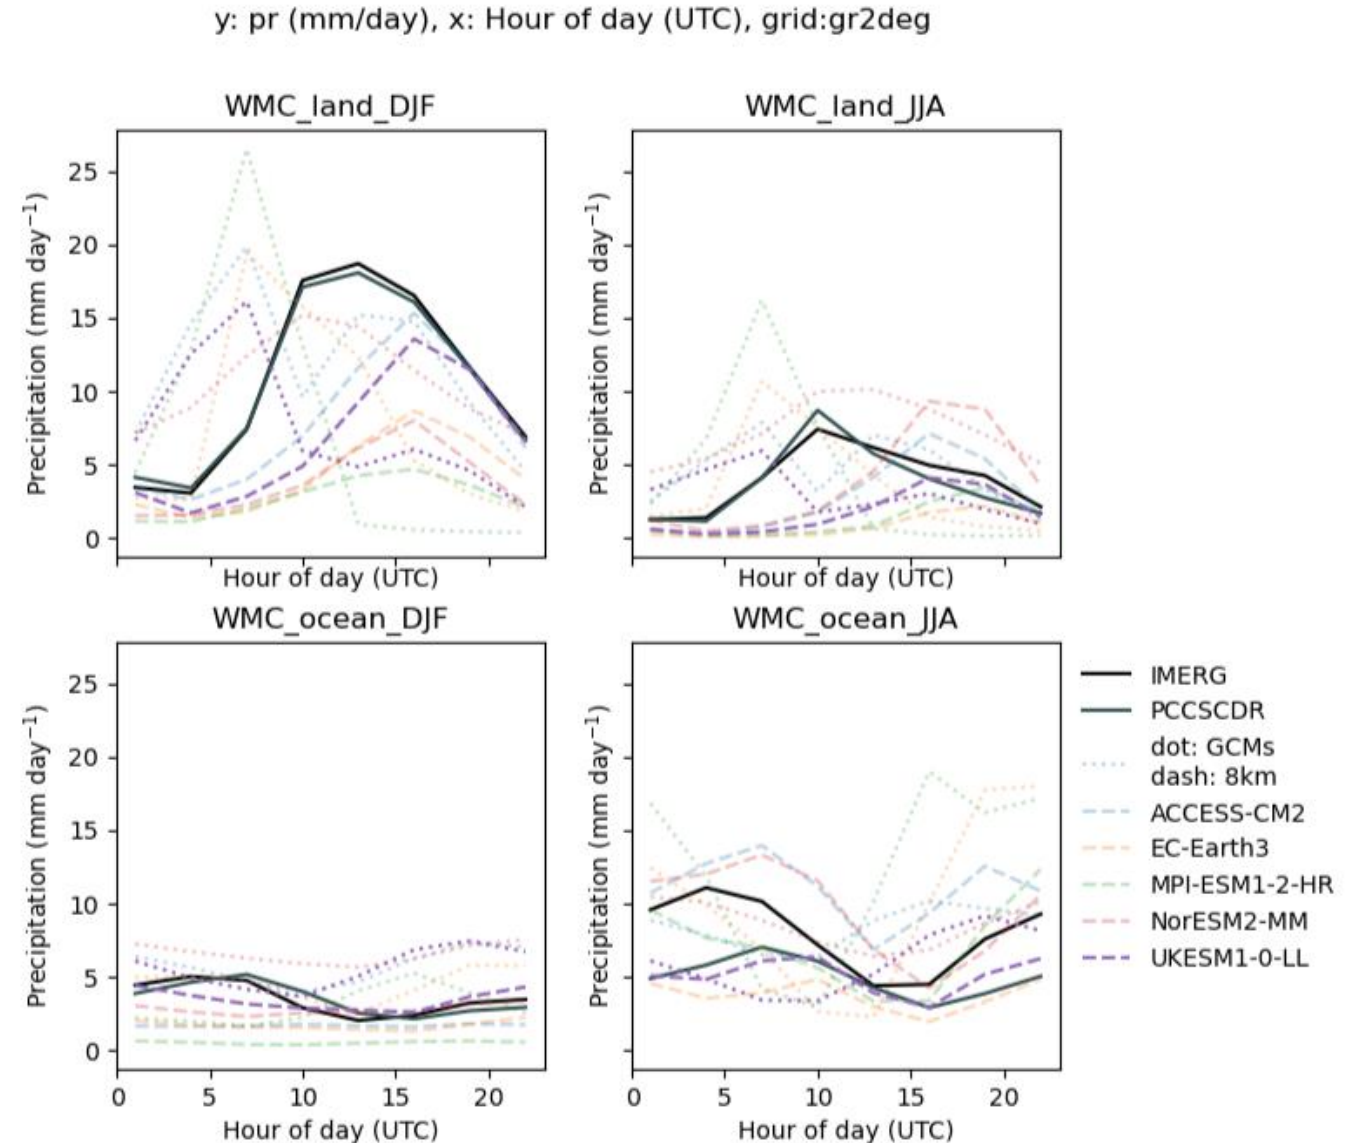 y: pr (mm/day), x: Hour of day (UTC), grid:gr2deg
WMC_land_DJF
Precipitation (mm day⁻¹)
25
20
15
10
5
0
Hour of day (UTC)
WMC_land_JJA
Precipitation (mm day⁻¹)
Hour of day (UTC)
WMC_ocean_DJF
Precipitation (mm day⁻¹)
25
20
15
10
5
0
0 5 10 15 20
Hour of day (UTC)
WMC_ocean_JJA
Precipitation (mm day⁻¹)
0 5 10 15 20
Hour of day (UTC)
IMERG
PCCSCDR
dot: GCMs
dash: 8km
ACCESS-CM2
EC-Earth3
MPI-ESM1-2-HR
NorESM2-MM
UKESM1-0-LL